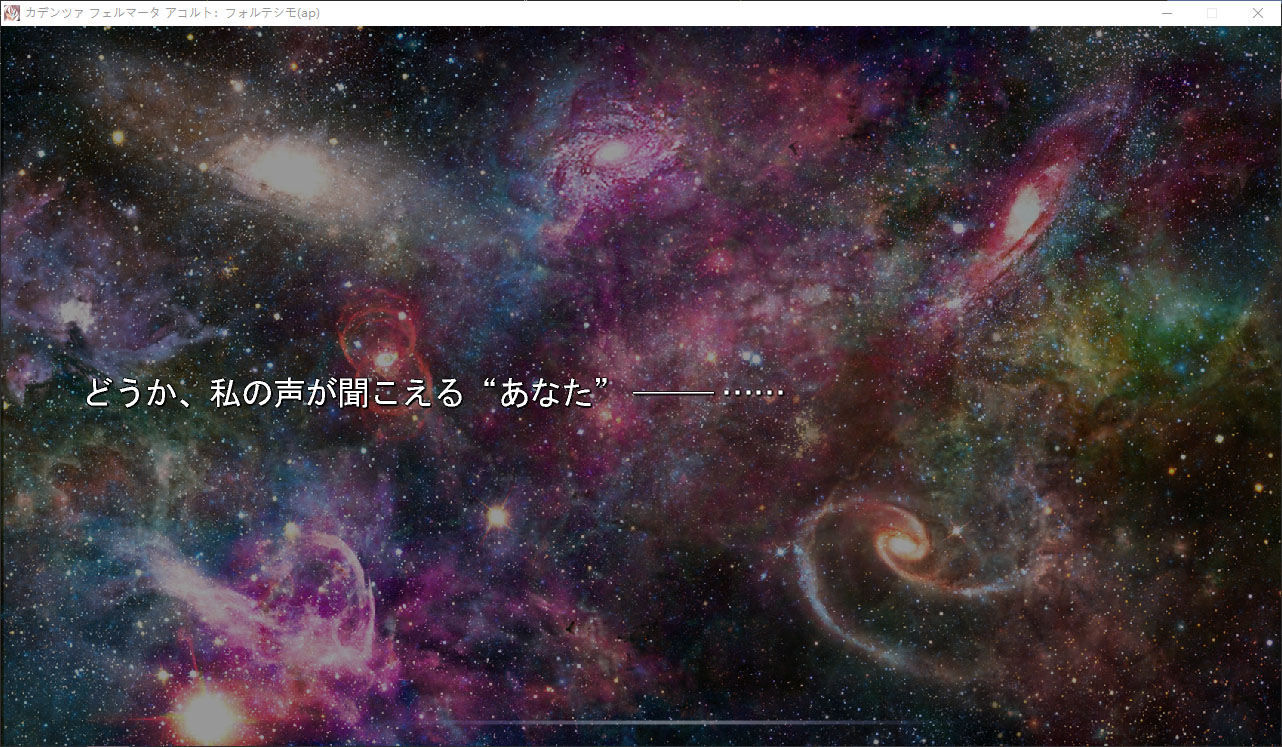 カデンツァ フェルマータ アコルト：フォルテシモ(ap)
どうか、私の声が聞こえる“あなた”―――……